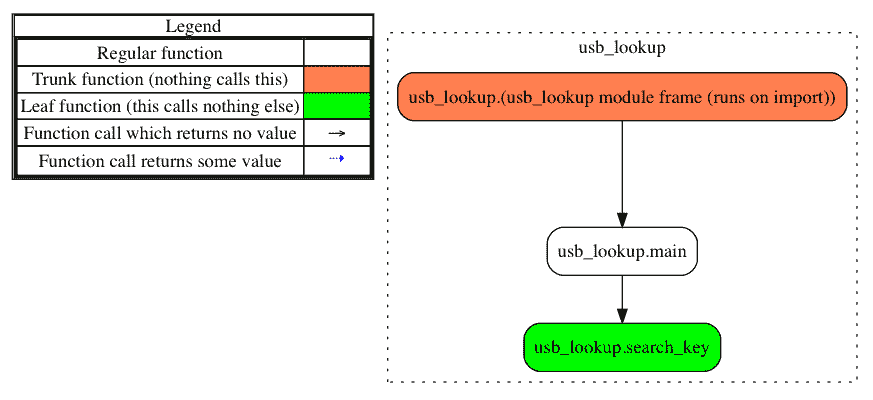 Legend
Regular function
Trunk function (nothing calls this)
Leaf function (this calls nothing else)
Function call which returns no value
Function call returns some value
usb_lookup
usb_lookup.(usb_lookup module frame (runs on import))
usb_lookup.main
usb_lookup.search_key